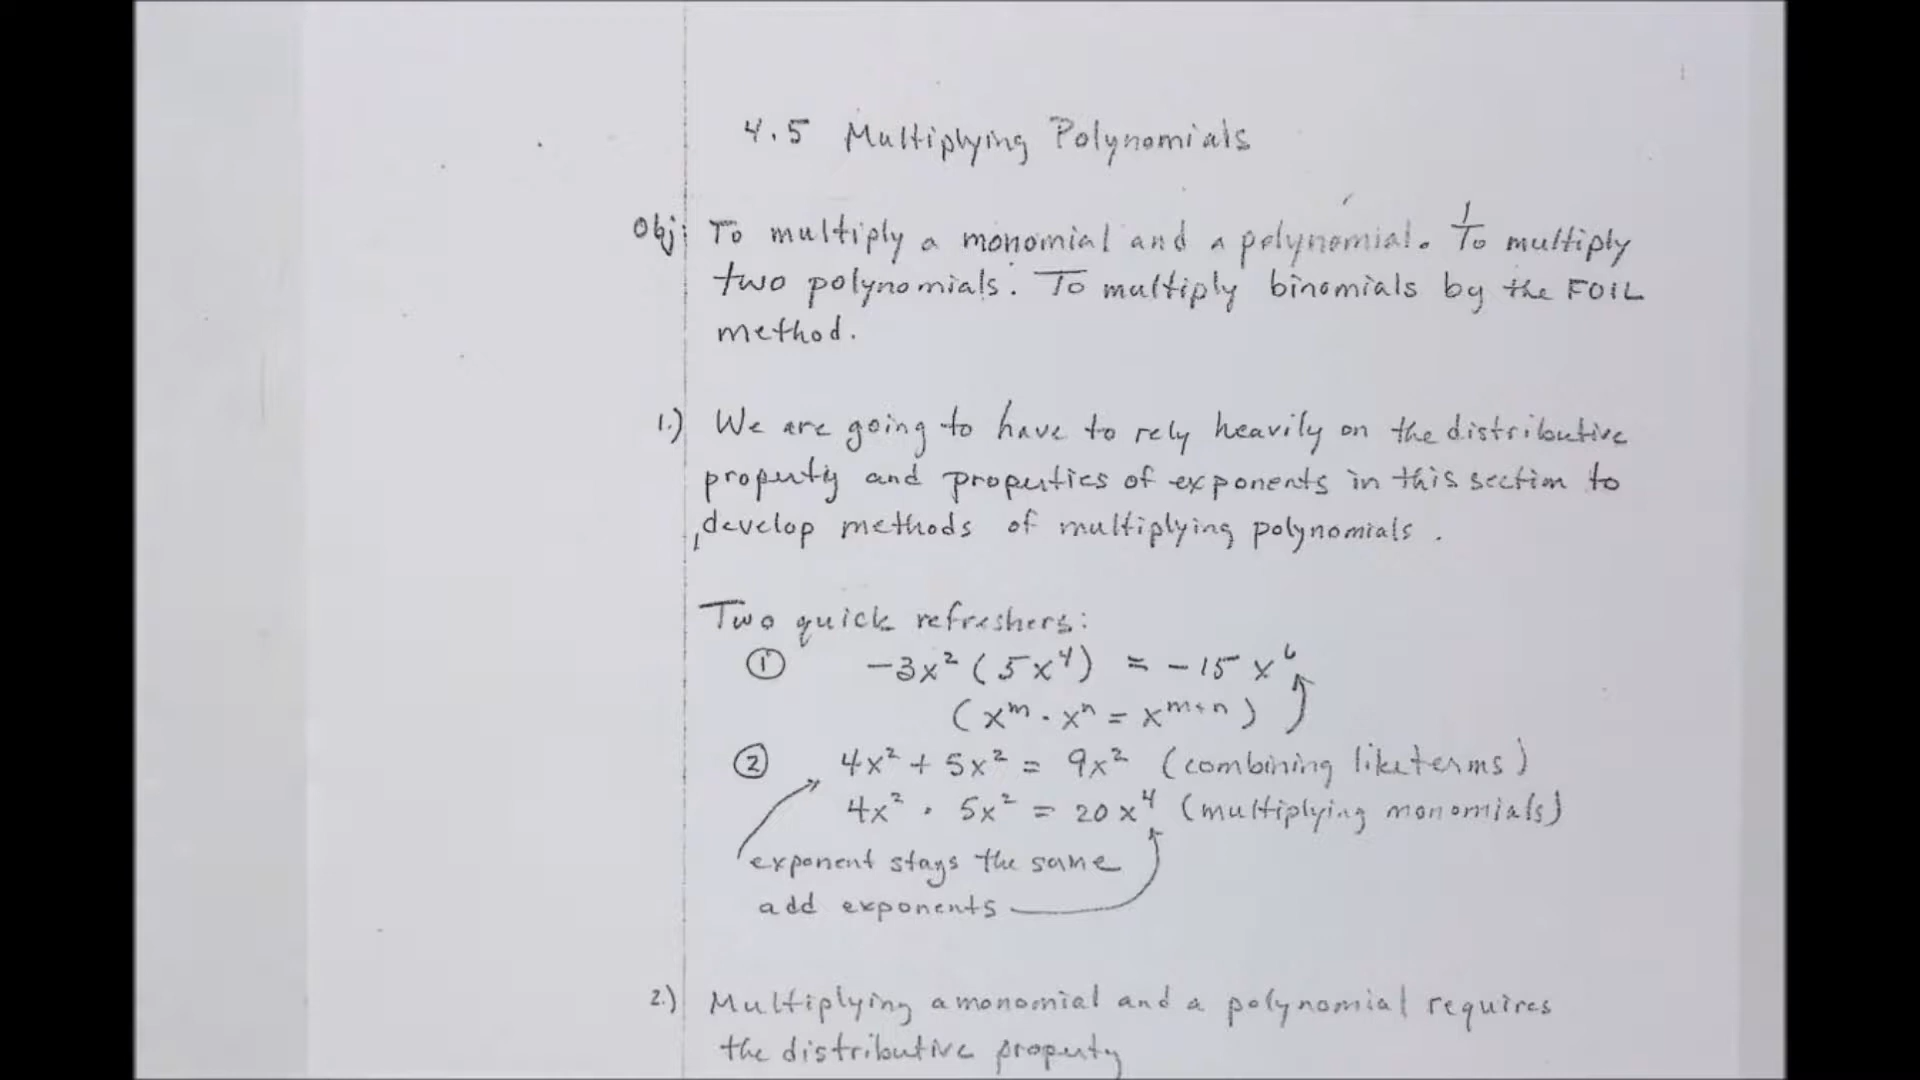 4.5 Multiplying Polynomials
Obj: To multiply a monomial and a polynomial. To multiply
two polynomials. To multiply binomials by the FOIL
method.
1.) We are going to have to rely heavily on the distributive
property and properties of exponents in this section to
develop methods of multiplying polynomials.
Two quick refreshers:
① -3x² (5x⁴) = -15x⁶
(xᵐ · xⁿ = xᵐ⁺ⁿ)
② 4x² + 5x² = 9x² (combining like terms)
4x² · 5x² = 20x⁴ (multiplying monomials)
exponent stays the same
add exponents
2.) Multiplying a monomial and a polynomial requires
the distributive property